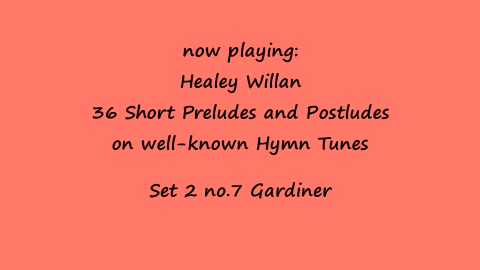 now playing:
Healey Willan
36 Short Preludes and Postludes
on well-known Hymn Tunes
Set 2 no.7 Gardiner